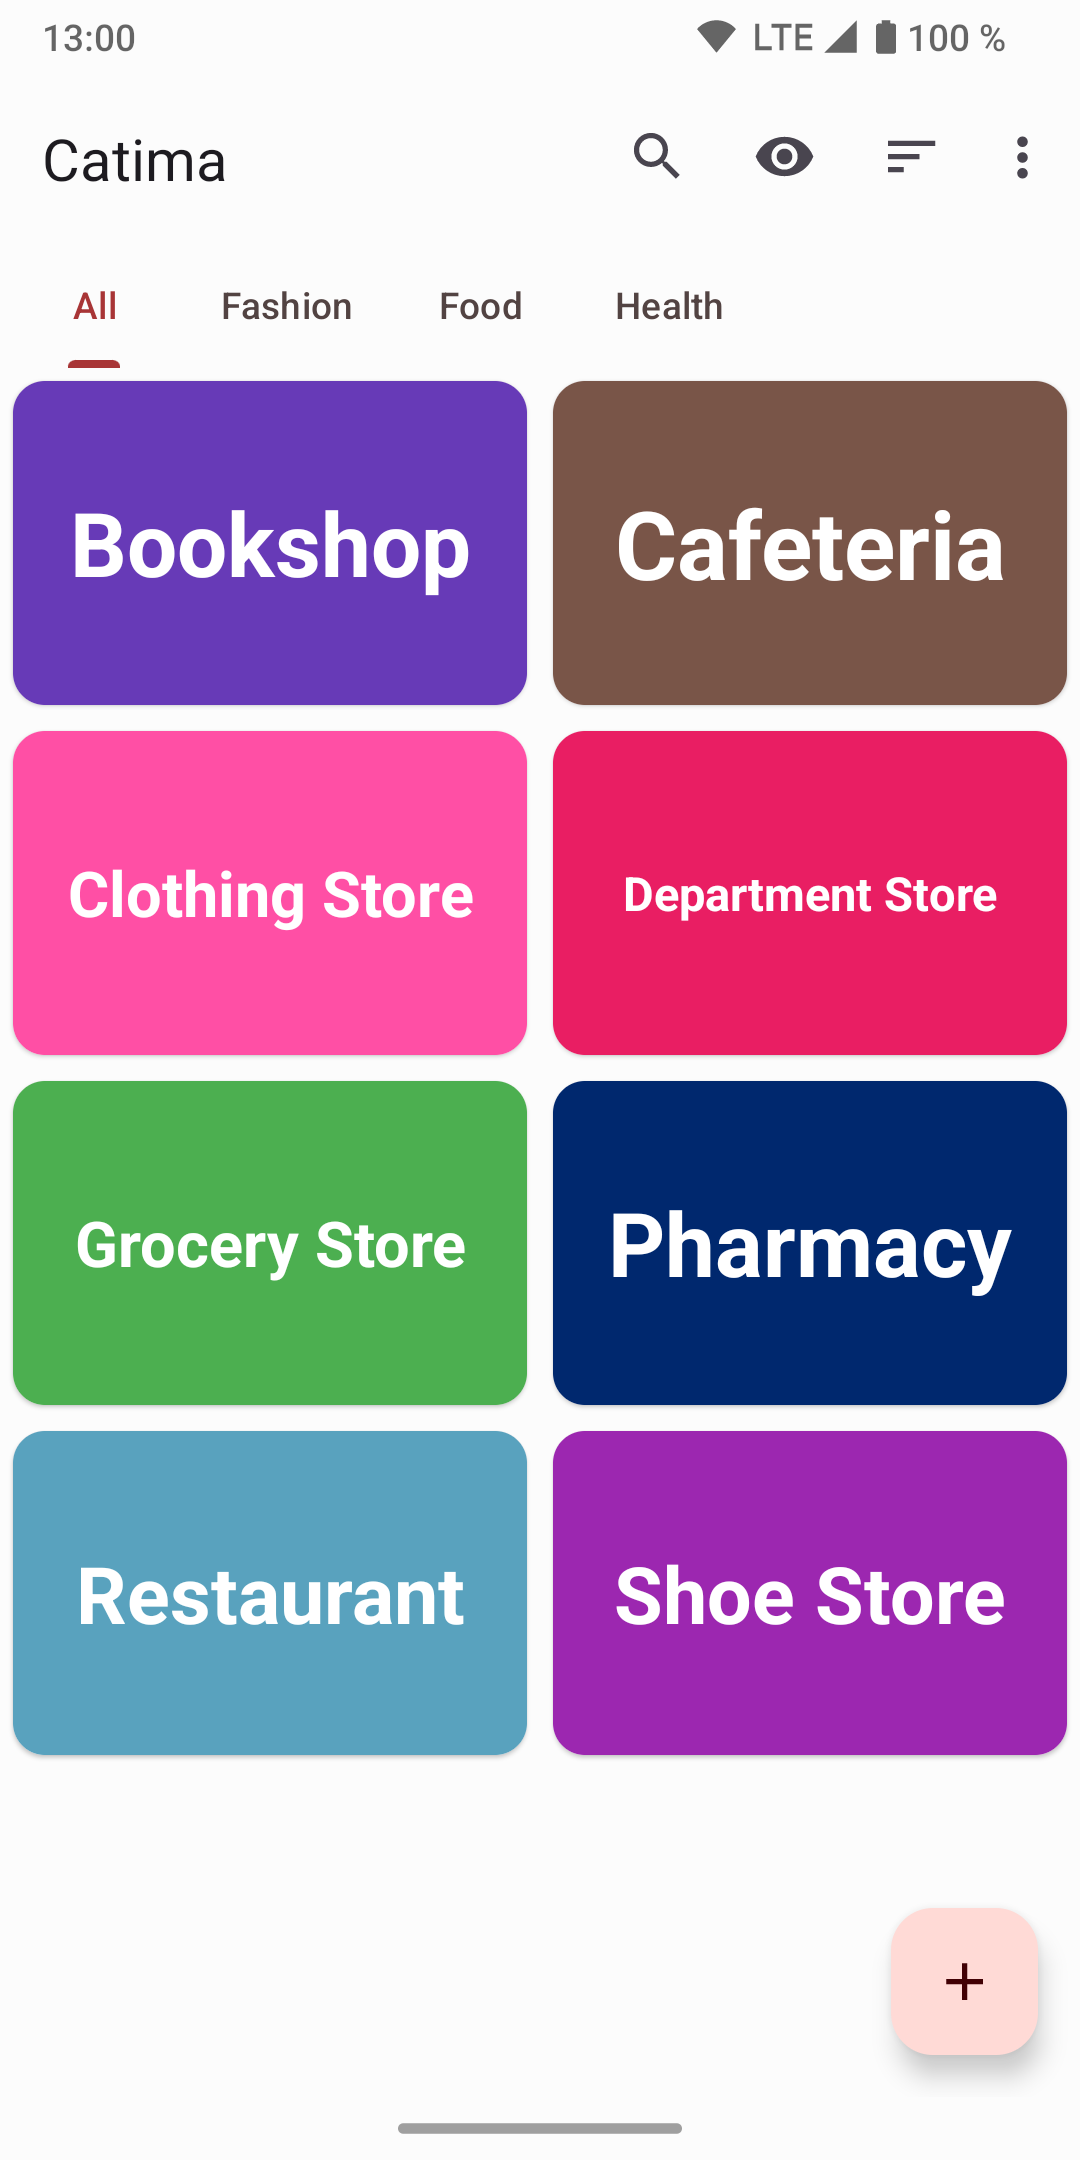 13:00 LTE 100 %
Catima
All Fashion Food Health
Bookshop Cafeteria
Clothing Store Department Store
Grocery Store Pharmacy
Restaurant Shoe Store
+